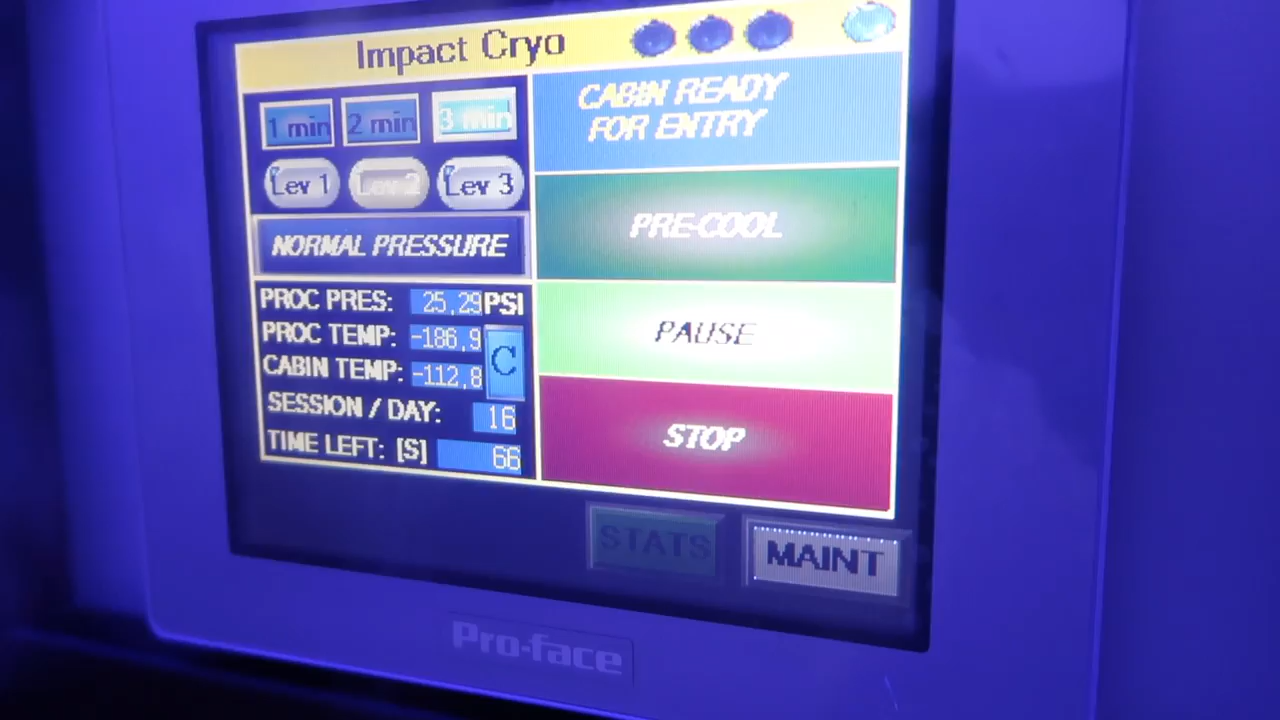 Impact Cryo
1 min 2 min 3 min
Lev 1 Lev 2 Lev 3
NORMAL PRESSURE
PROC PRES: 25,29 PSI
PROC TEMP: -186,9
C
CABIN TEMP: -112,8
SESSION / DAY: 16
TIME LEFT: [S] 66
CABIN READY
FOR ENTRY
PRE-COOL
PAUSE
STOP
STATS MAINT
Pro-face